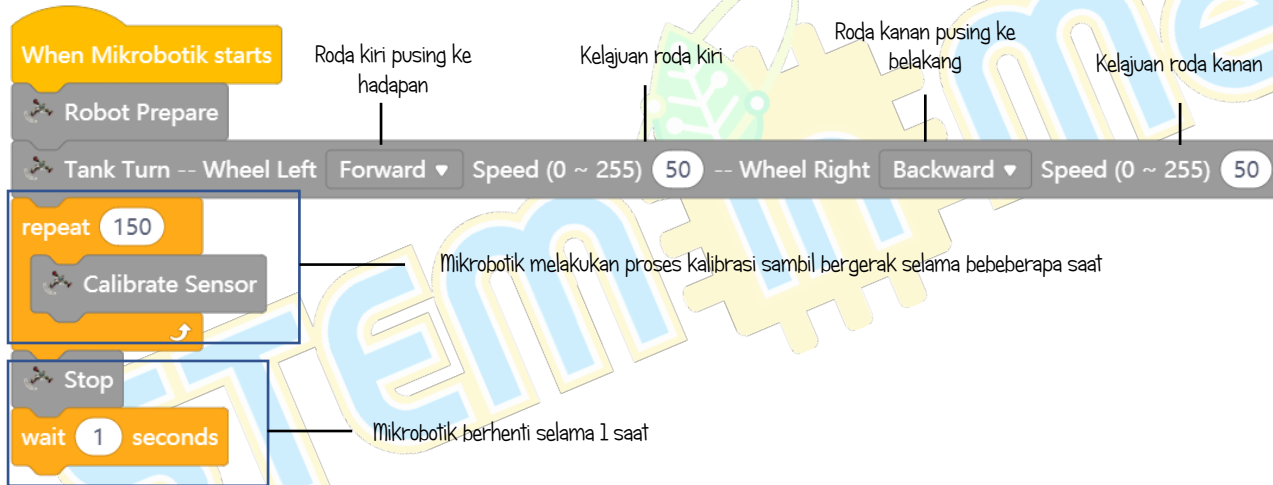 When Mikrobotik starts
Roda kiri pusing ke
hadapan
Kelajuan roda kiri
Roda kanan pusing ke
belakang
Kelajuan roda kanan
Robot Prepare
Tank Turn -- Wheel Left Forward Speed (0 ~ 255) 50 -- Wheel Right Backward Speed (0 ~ 255) 50
repeat 150
Calibrate Sensor
Mikrobotik melakukan proses kalibrasi sambil bergerak selama bebeberapa saat
Stop
wait 1 seconds
Mikrobotik berhenti selama 1 saat
STEM in Me